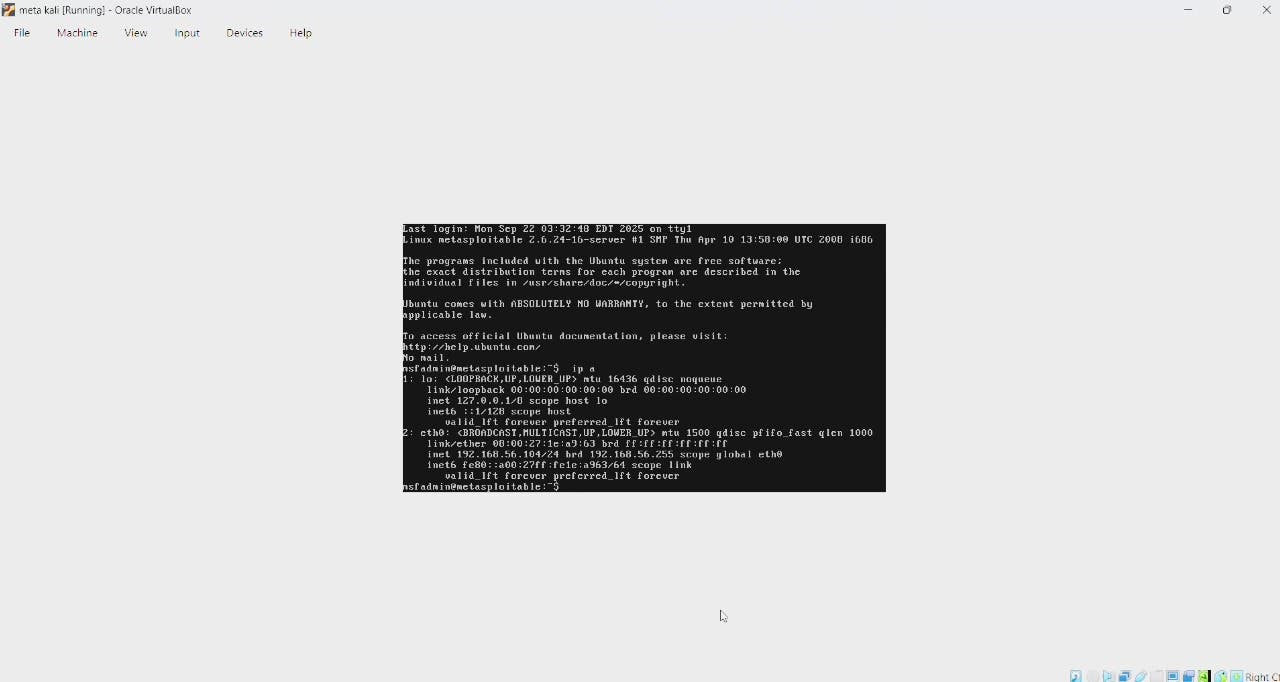 meta kali [Running] - Oracle VirtualBox
File Machine View Input Devices Help
Last login: Mon Sep 22 03:32:48 EDT 2025 on tty1
Linux metasploitable 2.6.24-16-server #1 SMP Thu Apr 10 13:58:00 UTC 2008 i686
The programs included with the Ubuntu system are free software;
the exact distribution terms for each program are described in the
individual files in /usr/share/doc/*/copyright.
Ubuntu comes with ABSOLUTELY NO WARRANTY, to the extent permitted by
applicable law.
To access official Ubuntu documentation, please visit:
http://help.ubuntu.com/
No mail.
msfadmin@metasploitable:~$  ip a
1: lo: <LOOPBACK,UP,LOWER_UP> mtu 16436 qdisc noqueue
link/loopback 00:00:00:00:00:00 brd 00:00:00:00:00:00
inet 127.0.0.1/8 scope host lo
inet6 ::1/128 scope host
valid_lft forever preferred_lft forever
2: eth0: <BROADCAST,MULTICAST,UP,LOWER_UP> mtu 1500 qdisc pfifo_fast qlen 1000
link/ether 08:00:27:1e:a9:63 brd ff:ff:ff:ff:ff:ff
inet 192.168.56.104/24 brd 192.168.56.255 scope global eth0
inet6 fe80::a00:27ff:fe1e:a963/64 scope link
valid_lft forever preferred_lft forever
msfadmin@metasploitable:~$
Right C